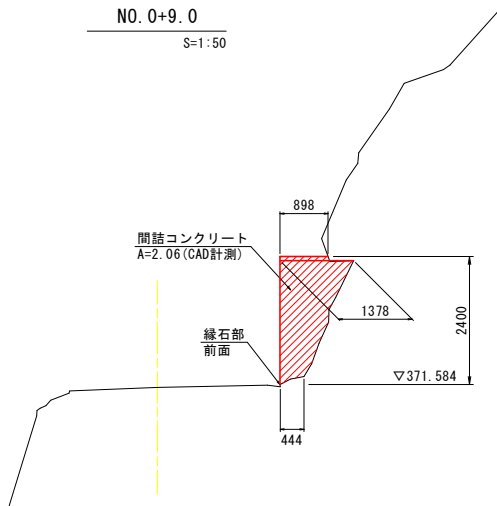 NO.0+9.0
S=1:50
898
間詰コンクリート
A=2.06(CAD計測)
1378
2400
縁石部
前面
▽371.584
444